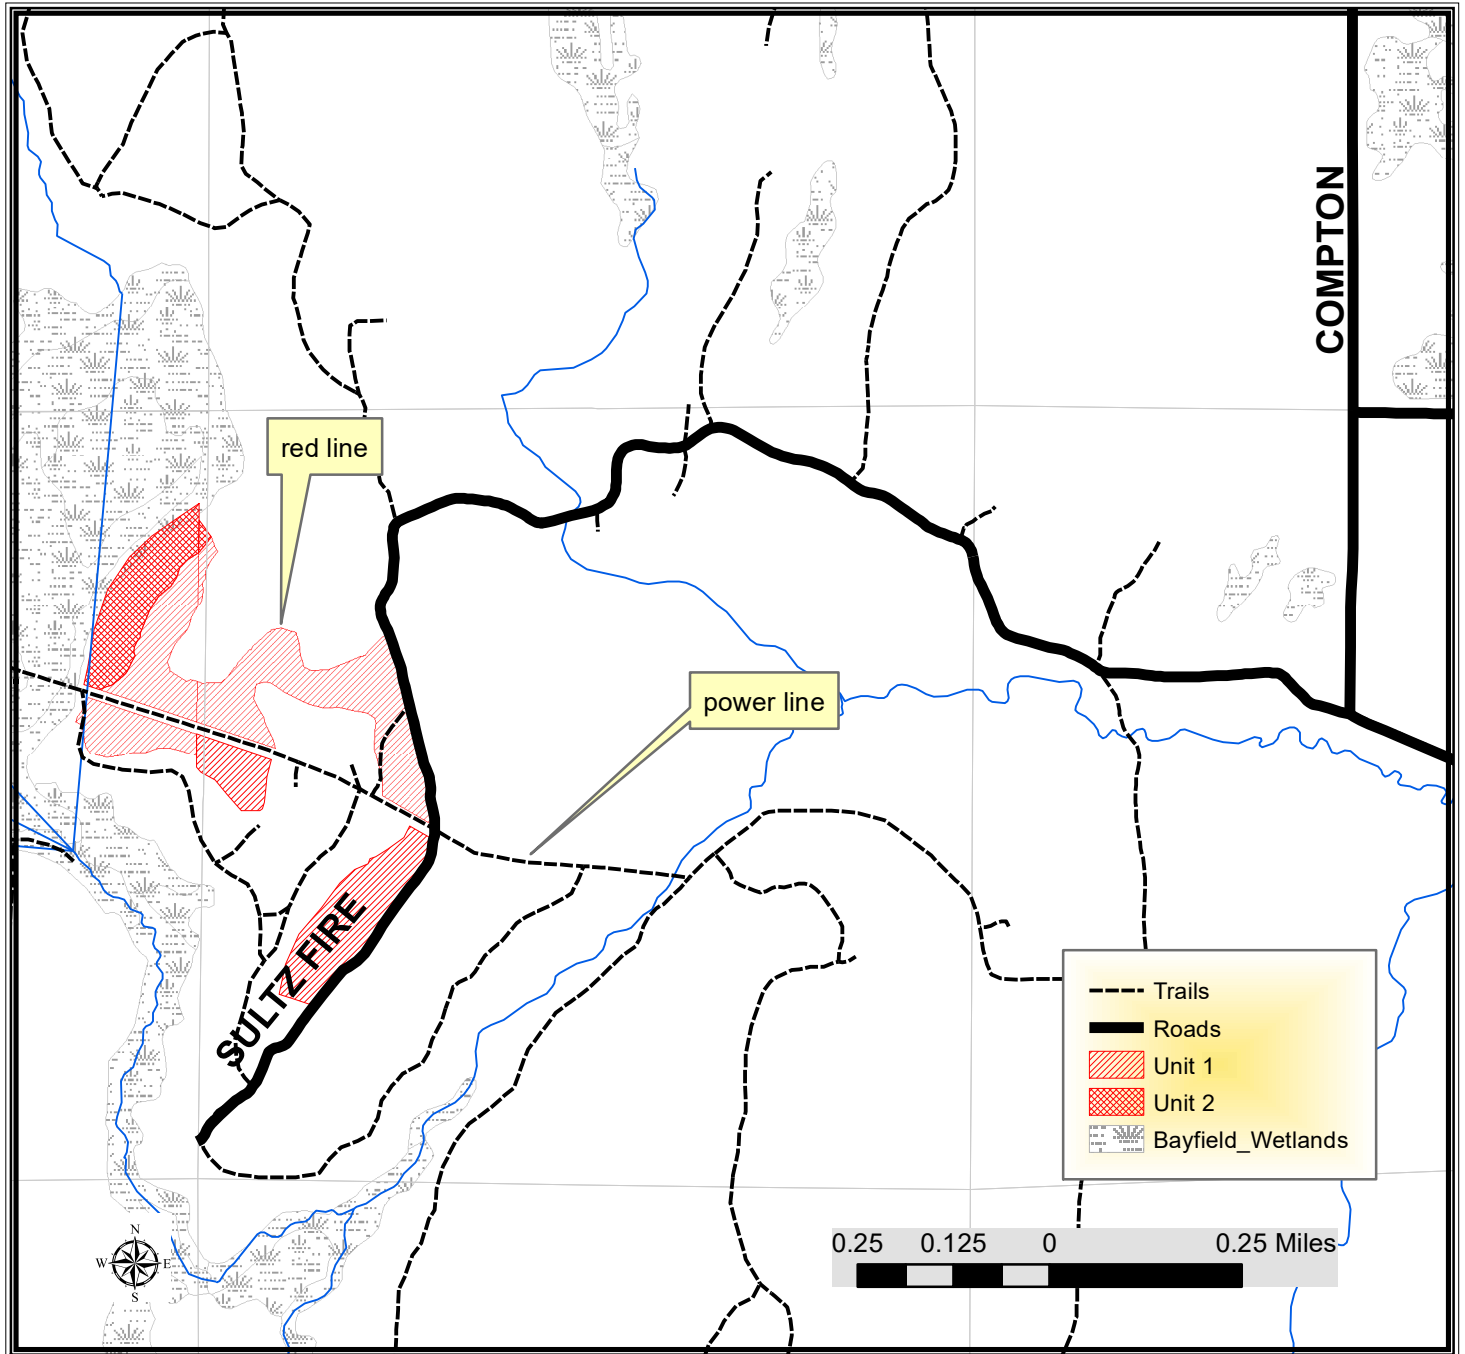 COMPTON
red line
power line
SULTZ FIRE
Trails
Roads
Unit 1
Unit 2
Bayfield_Wetlands
N
W E
S
0.25 0.125 0 0.25 Miles